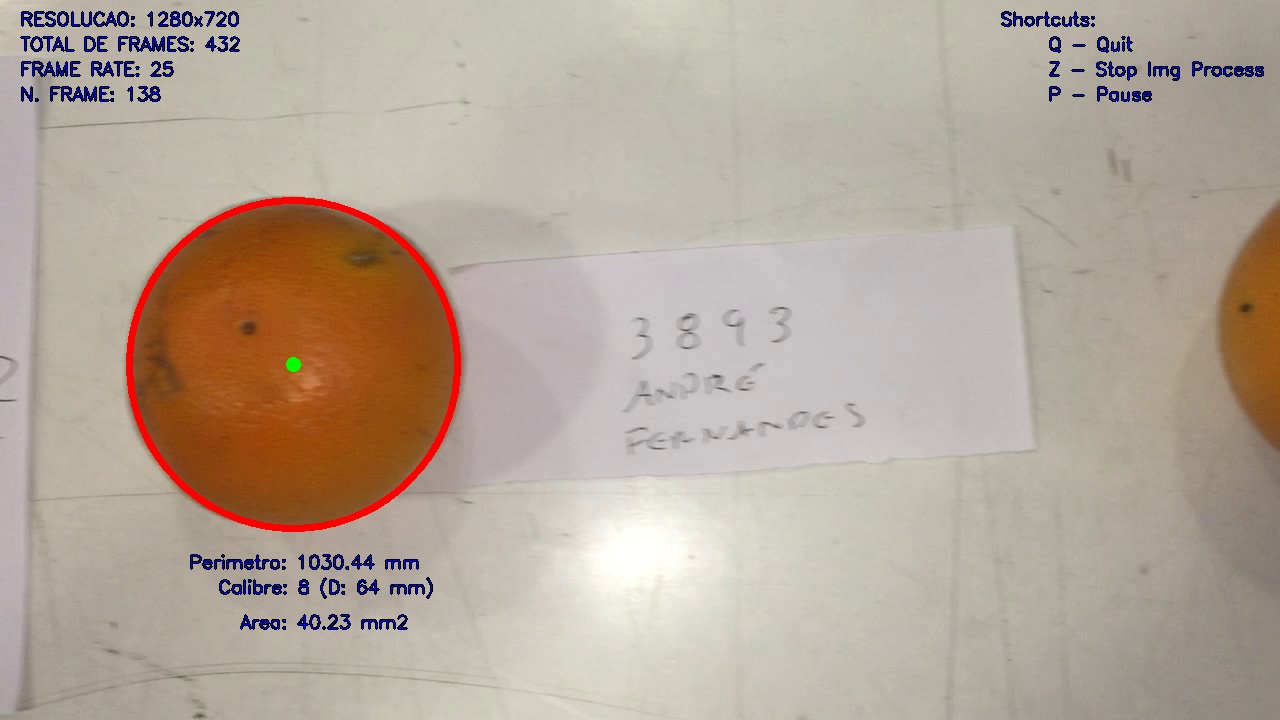 RESOLUCAO: 1280x720
TOTAL DE FRAMES: 432
FRAME RATE: 25
N. FRAME: 138
Shortcuts:
Q - Quit
Z - Stop Img Process
P - Pause
3893
ANDRÉ
FERNANDES
Perimetro: 1030.44 mm
Calibre: 8 (D: 64 mm)
Area: 40.23 mm2